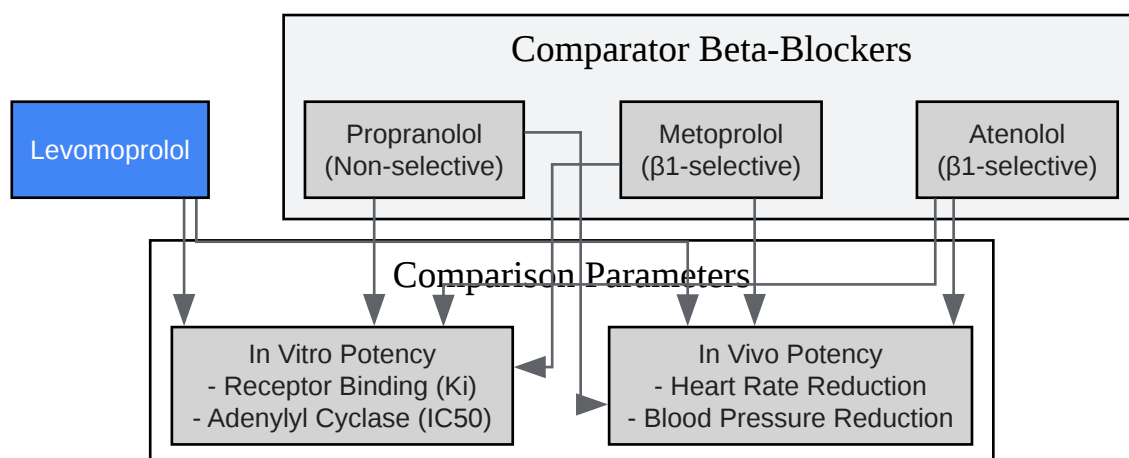 Comparator Beta-Blockers
Levomoprolol
Propranolol
(Non-selective)
Metoprolol
(β1-selective)
Atenolol
(β1-selective)
Comparison Parameters
In Vitro Potency
- Receptor Binding (Ki)
- Adenylyl Cyclase (IC50)
In Vivo Potency
- Heart Rate Reduction
- Blood Pressure Reduction